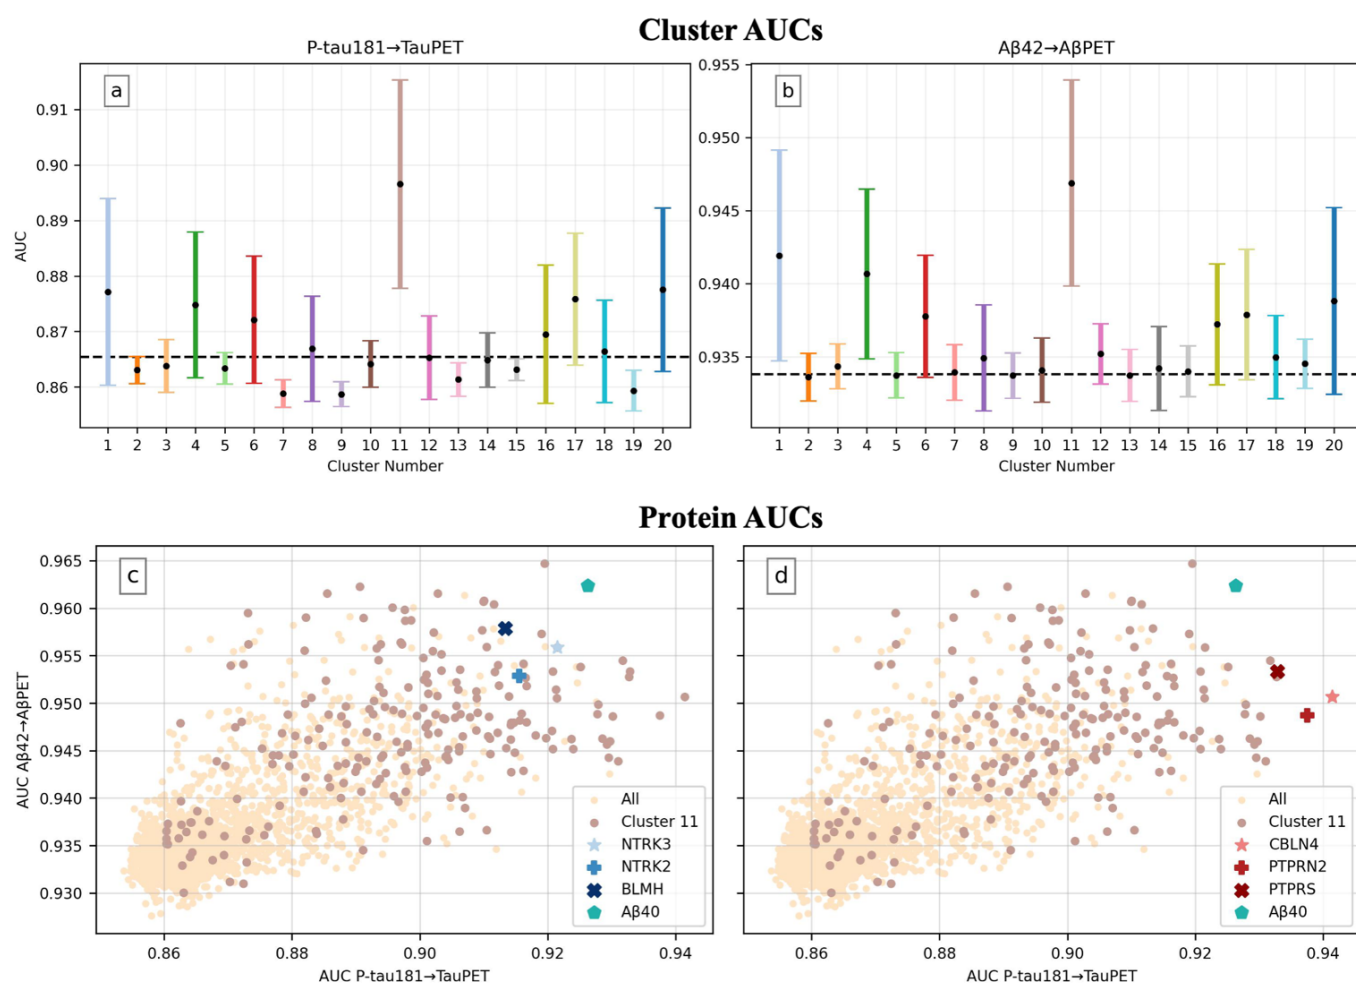 Cluster AUCs
P-tau181→TauPET
Aβ42→AβPET
a
AUC
0.91
0.90
0.89
0.88
0.87
0.86
1 2 3 4 5 6 7 8 9 10 11 12 13 14 15 16 17 18 19 20
Cluster Number
b
0.955
0.950
0.945
0.940
0.935
1 2 3 4 5 6 7 8 9 10 11 12 13 14 15 16 17 18 19 20
Cluster Number
Protein AUCs
c
AUC Aβ42→AβPET
0.965
0.960
0.955
0.950
0.945
0.940
0.935
0.930
All
Cluster 11
NTRK3
NTRK2
BLMH
Aβ40
0.86 0.88 0.90 0.92 0.94
AUC P-tau181→TauPET
d
All
Cluster 11
CBLN4
PTPRN2
PTPRS
Aβ40
0.86 0.88 0.90 0.92 0.94
AUC P-tau181→TauPET